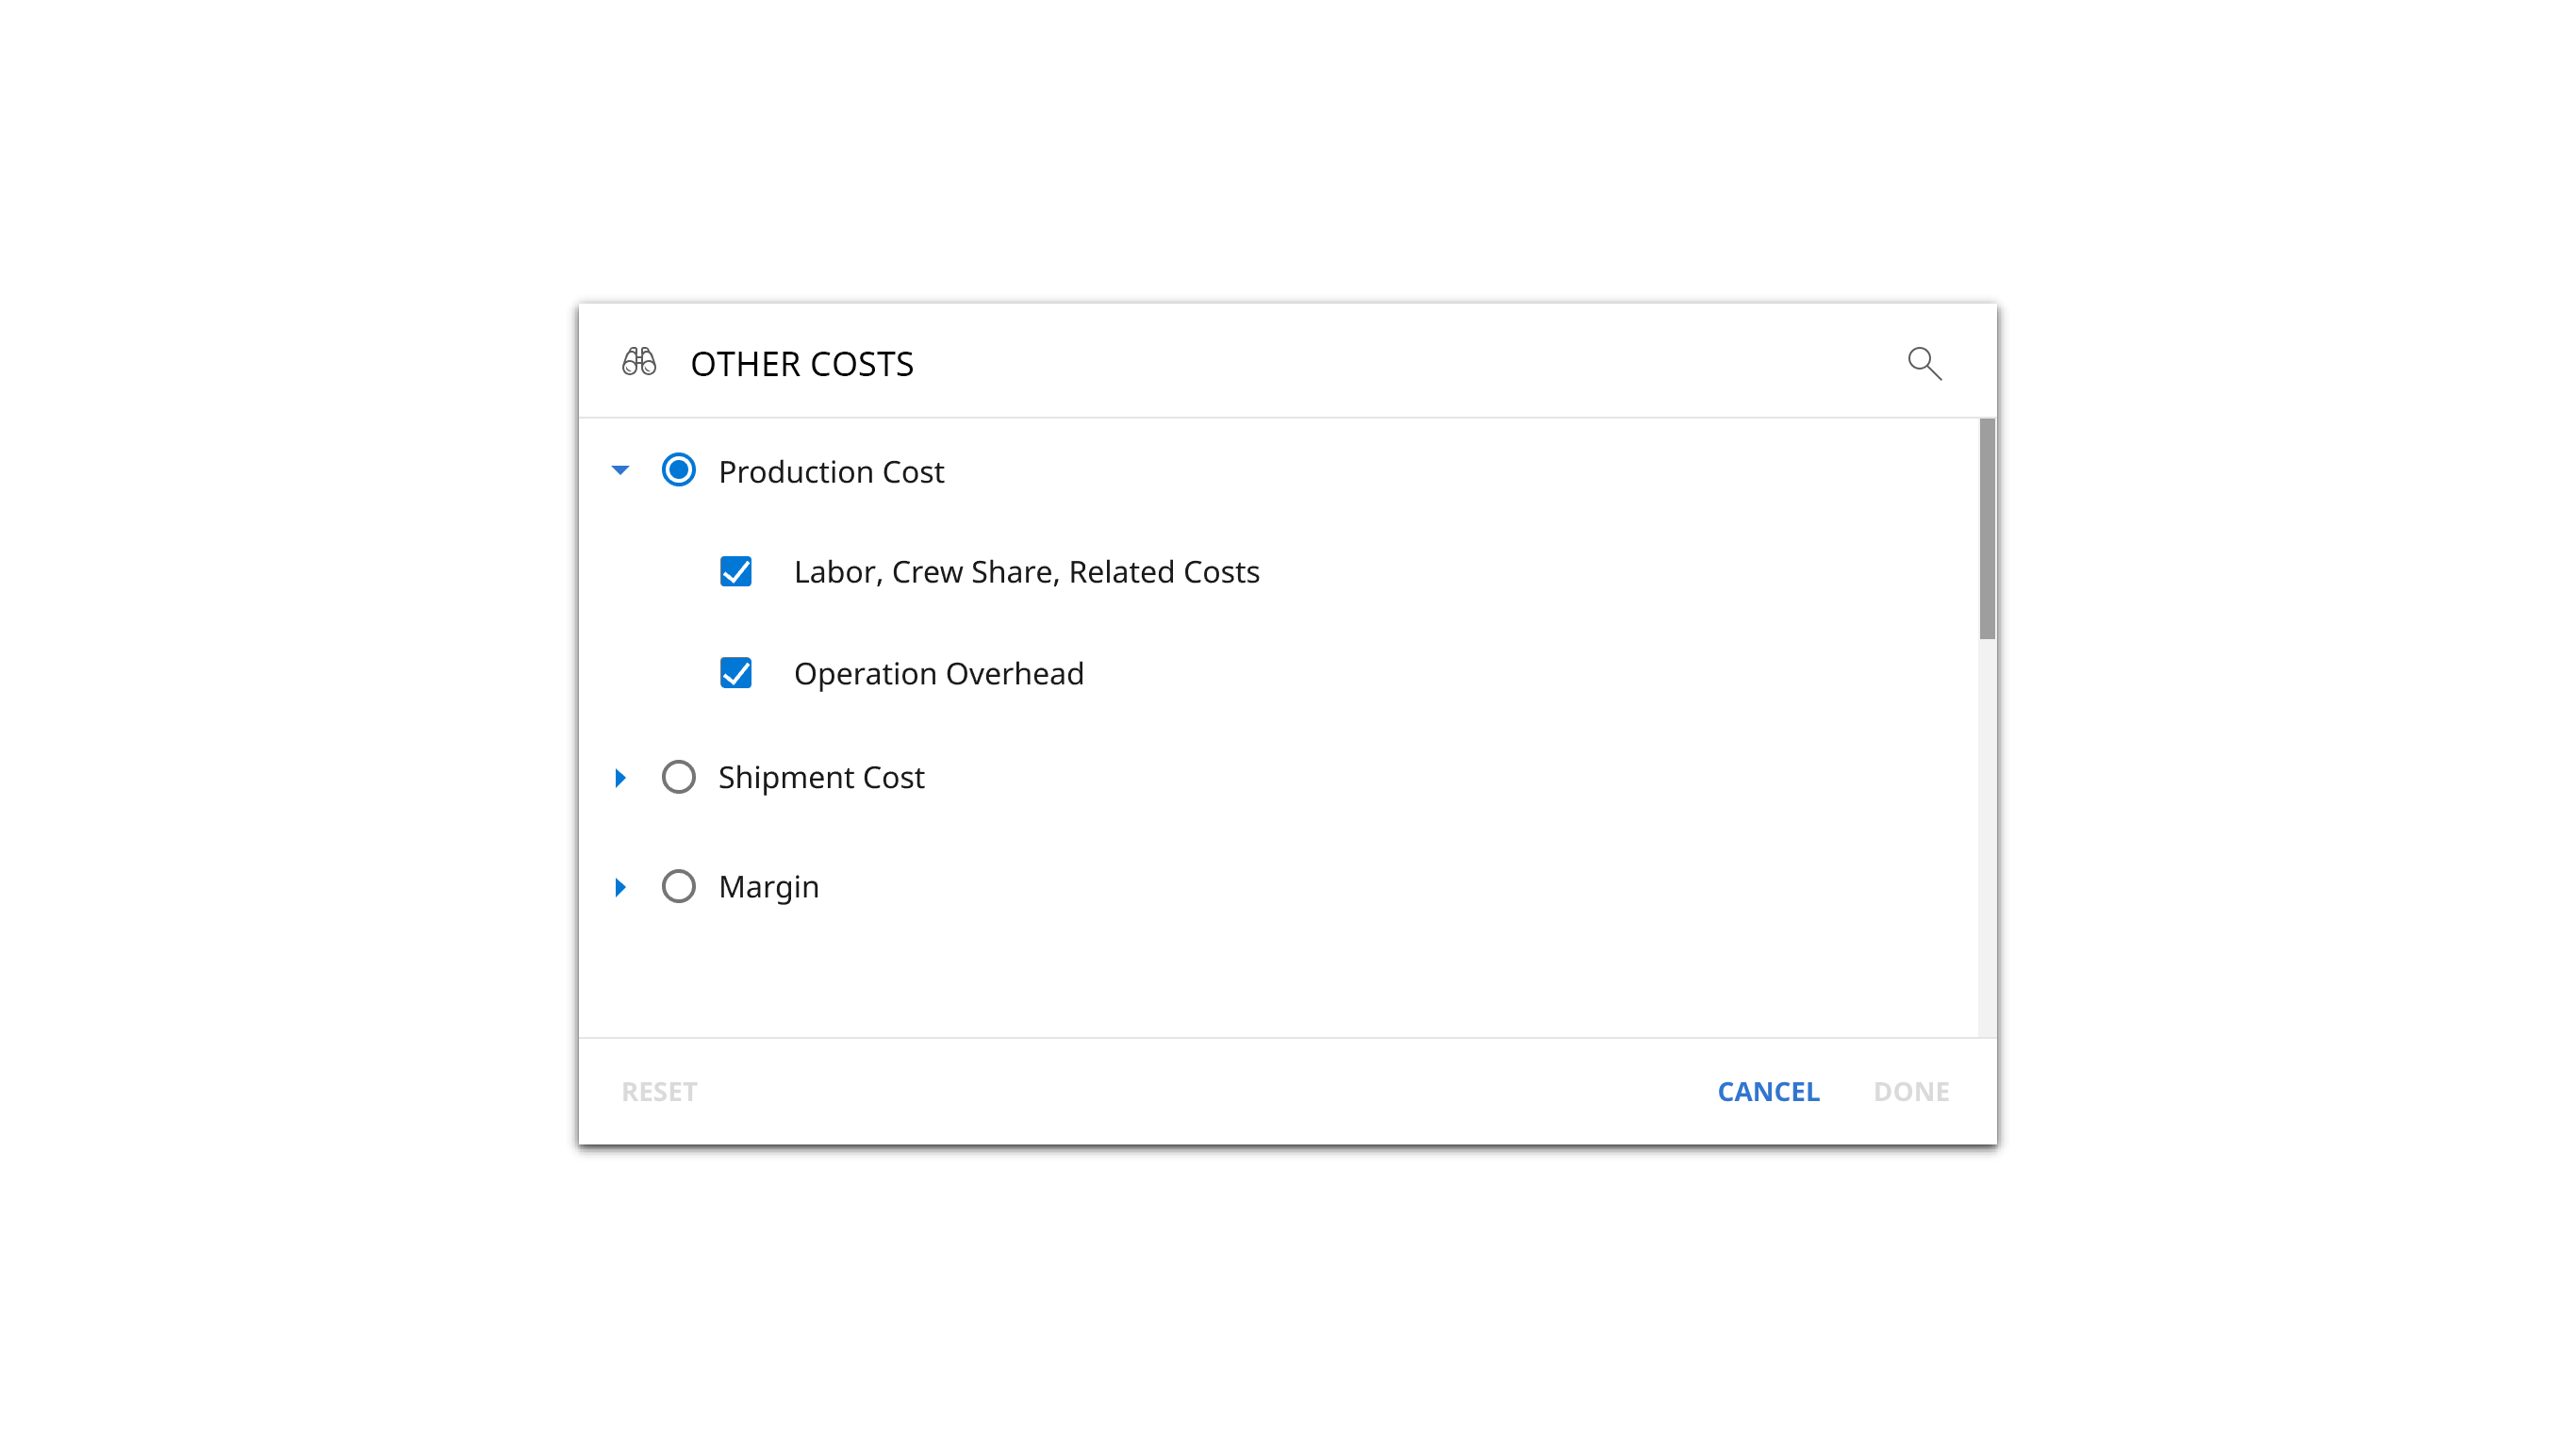 OTHER COSTS
Production Cost
Labor, Crew Share, Related Costs
Operation Overhead
Shipment Cost
Margin
RESET CANCEL DONE